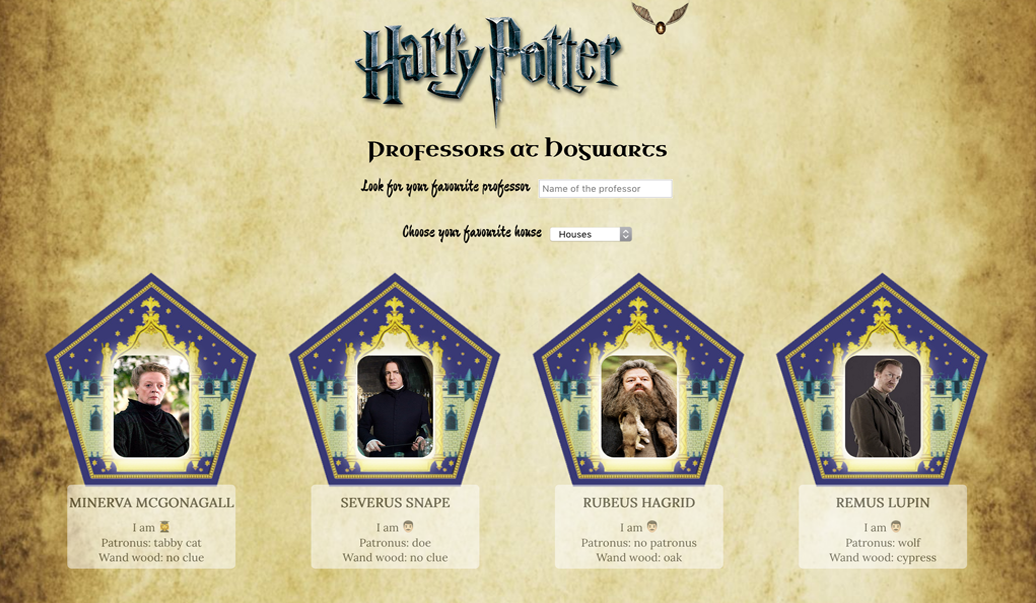 Harry Potter
Professors at Hogwarts
Look for your favourite professor Name of the professor
Choose your favourite house Houses
MINERVA MCGONAGALL
I am
Patronus: tabby cat
Wand wood: no clue
SEVERUS SNAPE
I am
Patronus: doe
Wand wood: no clue
RUBEUS HAGRID
I am
Patronus: no patronus
Wand wood: oak
REMUS LUPIN
I am
Patronus: wolf
Wand wood: cypress